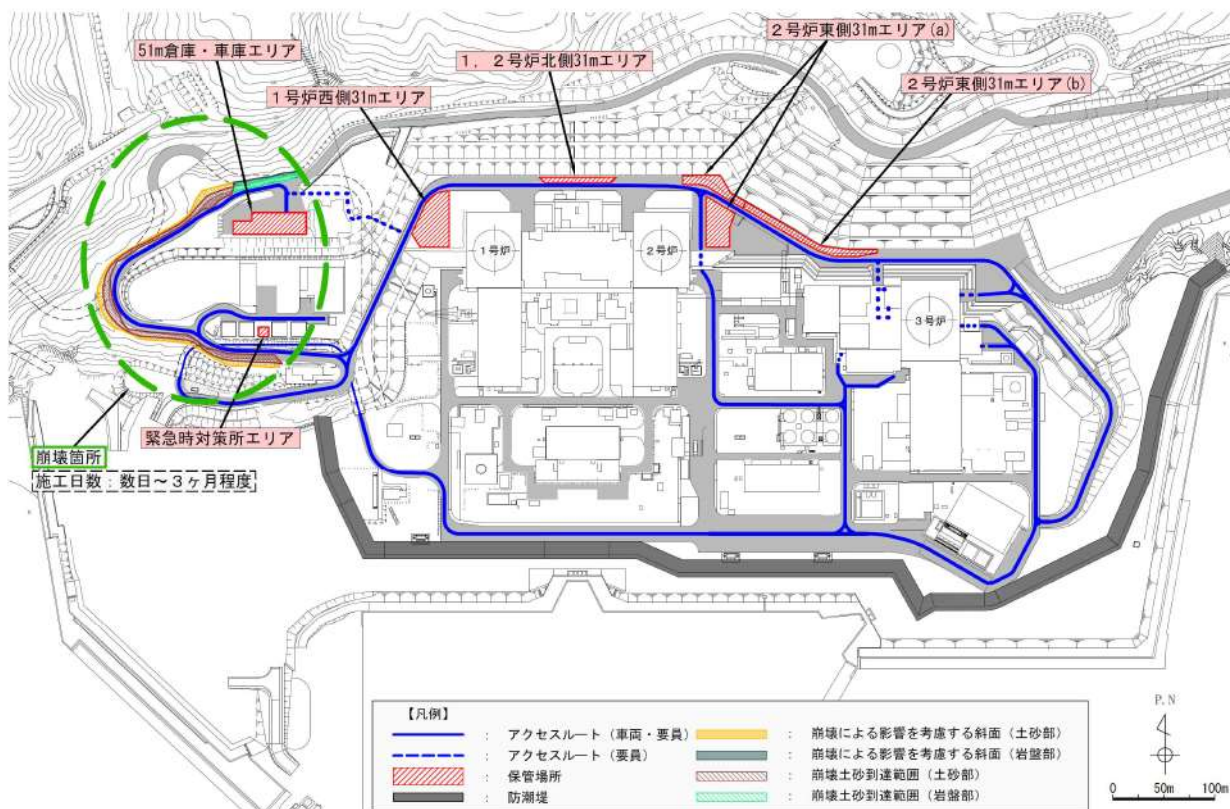 51m倉庫・車庫エリア
1号炉西側31mエリア
1，2号炉北側31mエリア
2号炉東側31mエリア(a)
2号炉東側31mエリア(b)
1号炉
2号炉
3号炉
緊急時対策所エリア
崩壊箇所
施工日数：数日～3ヶ月程度
【凡例】
： アクセスルート（車両・要員）
： アクセスルート（要員）
： 保管場所
： 防潮堤
： 崩壊による影響を考慮する斜面（土砂部）
： 崩壊による影響を考慮する斜面（岩盤部）
： 崩壊土砂到達範囲（土砂部）
： 崩壊土砂到達範囲（岩盤部）
P.N
0 50m 100m